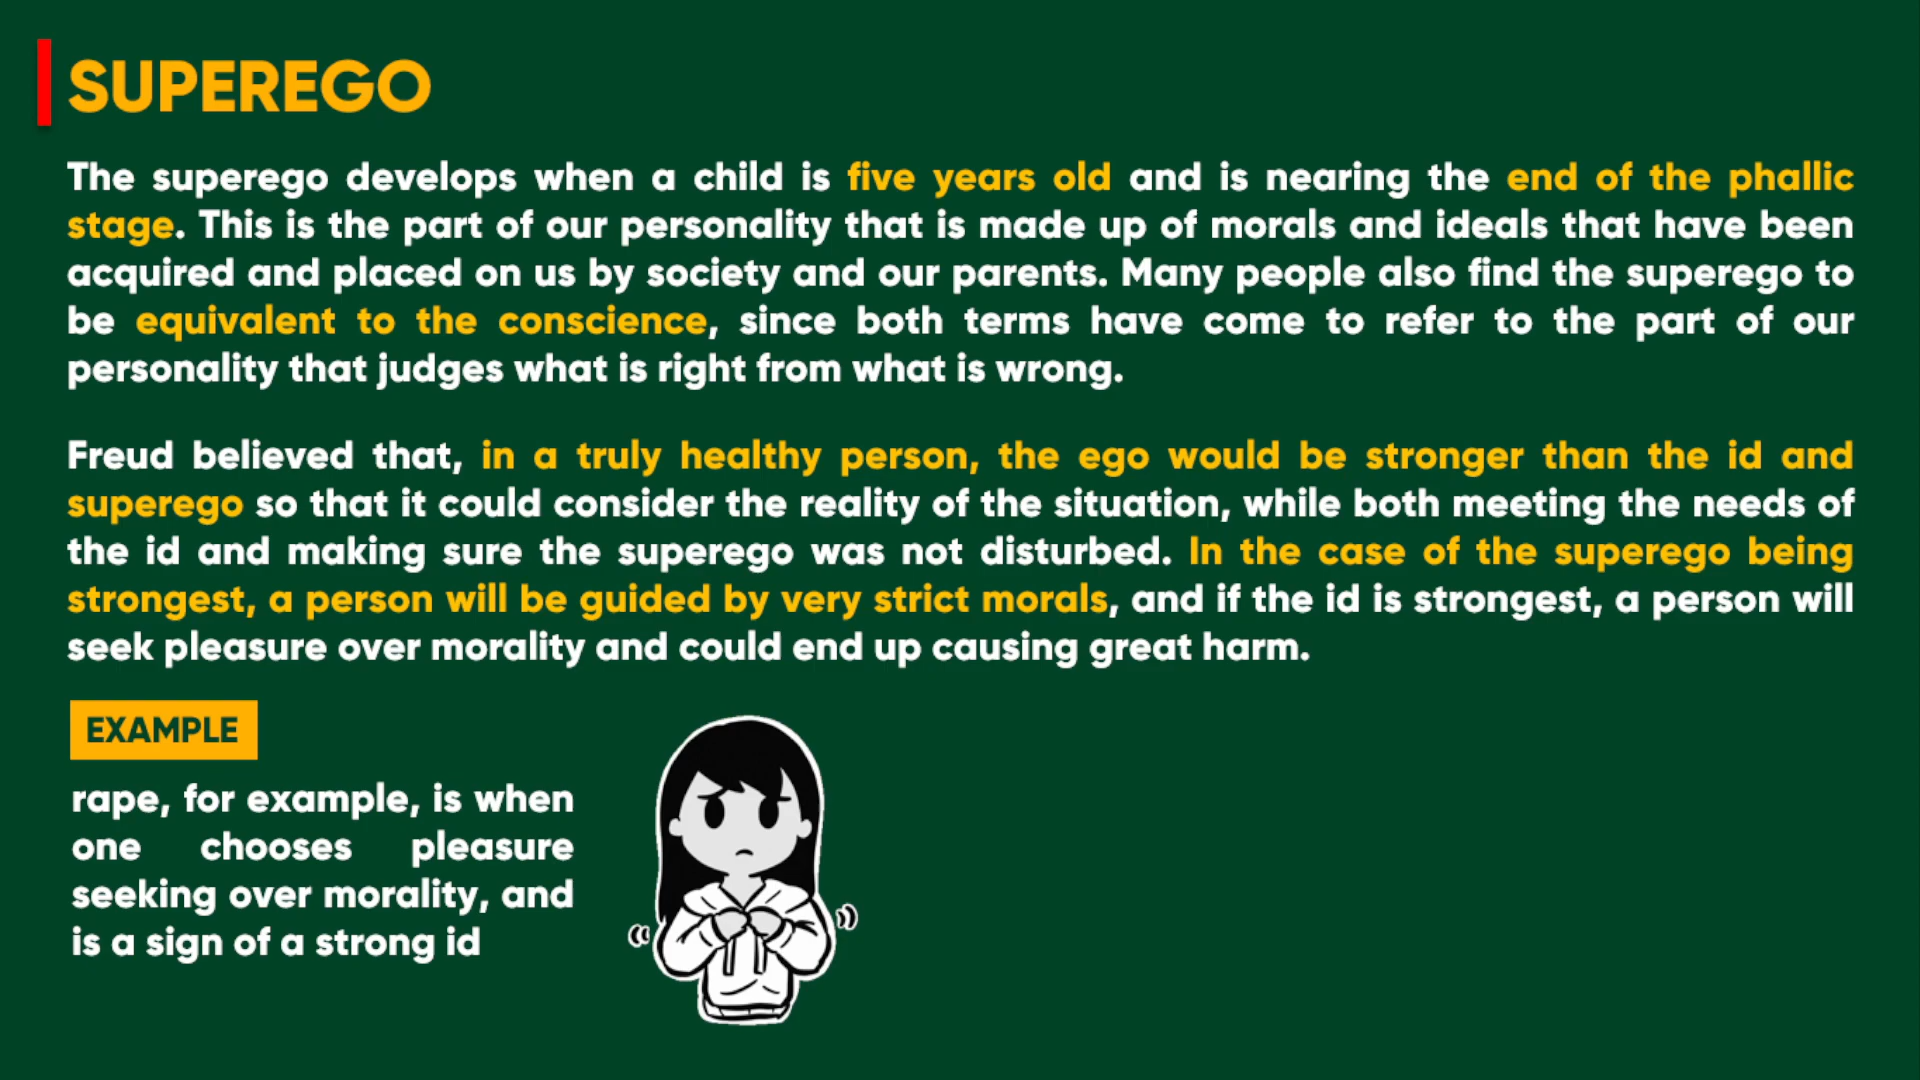 SUPEREGO
The superego develops when a child is five years old and is nearing the end of the phallic
stage. This is the part of our personality that is made up of morals and ideals that have been
acquired and placed on us by society and our parents. Many people also find the superego to
be equivalent to the conscience, since both terms have come to refer to the part of our
personality that judges what is right from what is wrong.
Freud believed that, in a truly healthy person, the ego would be stronger than the id and
superego so that it could consider the reality of the situation, while both meeting the needs of
the id and making sure the superego was not disturbed. In the case of the superego being
strongest, a person will be guided by very strict morals, and if the id is strongest, a person will
seek pleasure over morality and could end up causing great harm.
EXAMPLE
rape, for example, is when
one chooses pleasure
seeking over morality, and
is a sign of a strong id